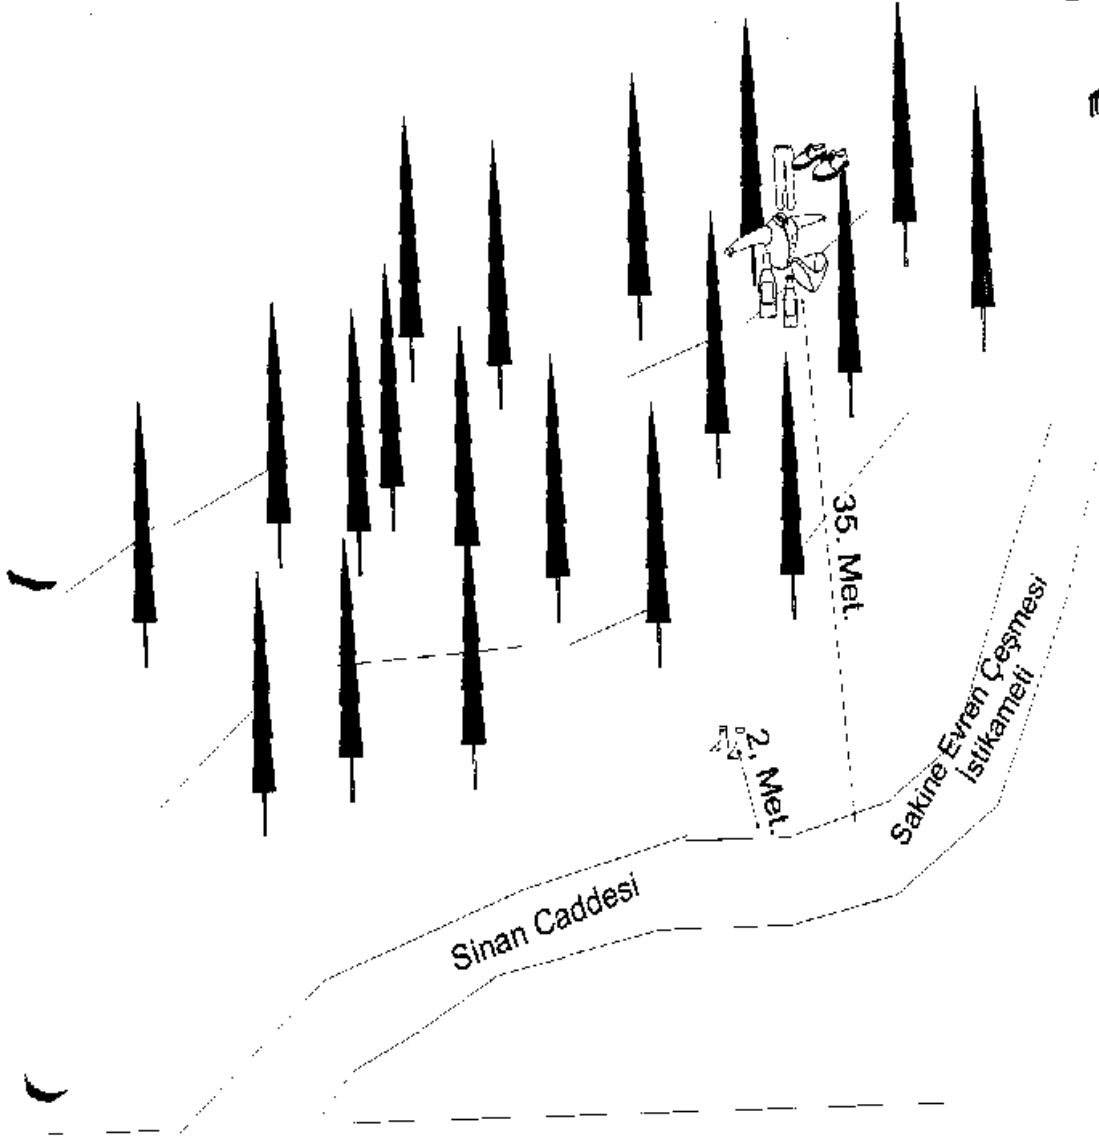 35. Met.
2, Met.
Sakine Evren Çeşmesi
İstikameti
Sinan Caddesi